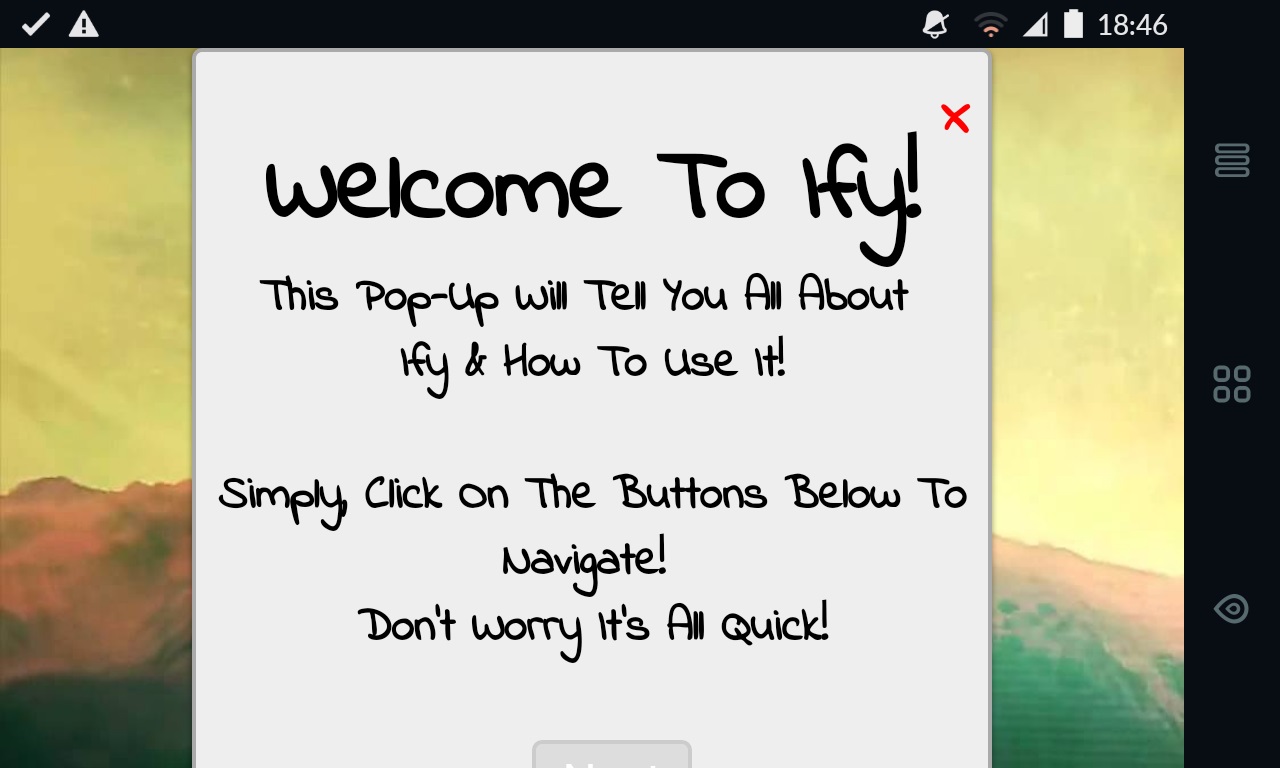 18:46
Welcome To Ify!
This Pop-Up Will Tell You All About
Ify & How To Use It!
Simply, Click On The Buttons Below To
Navigate!
Don't Worry It's All Quick!